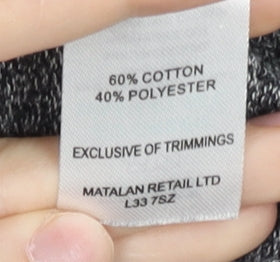 60% COTTON
40% POLYESTER
EXCLUSIVE OF TRIMMINGS
MATALAN RETAIL LTD
L33 7SZ